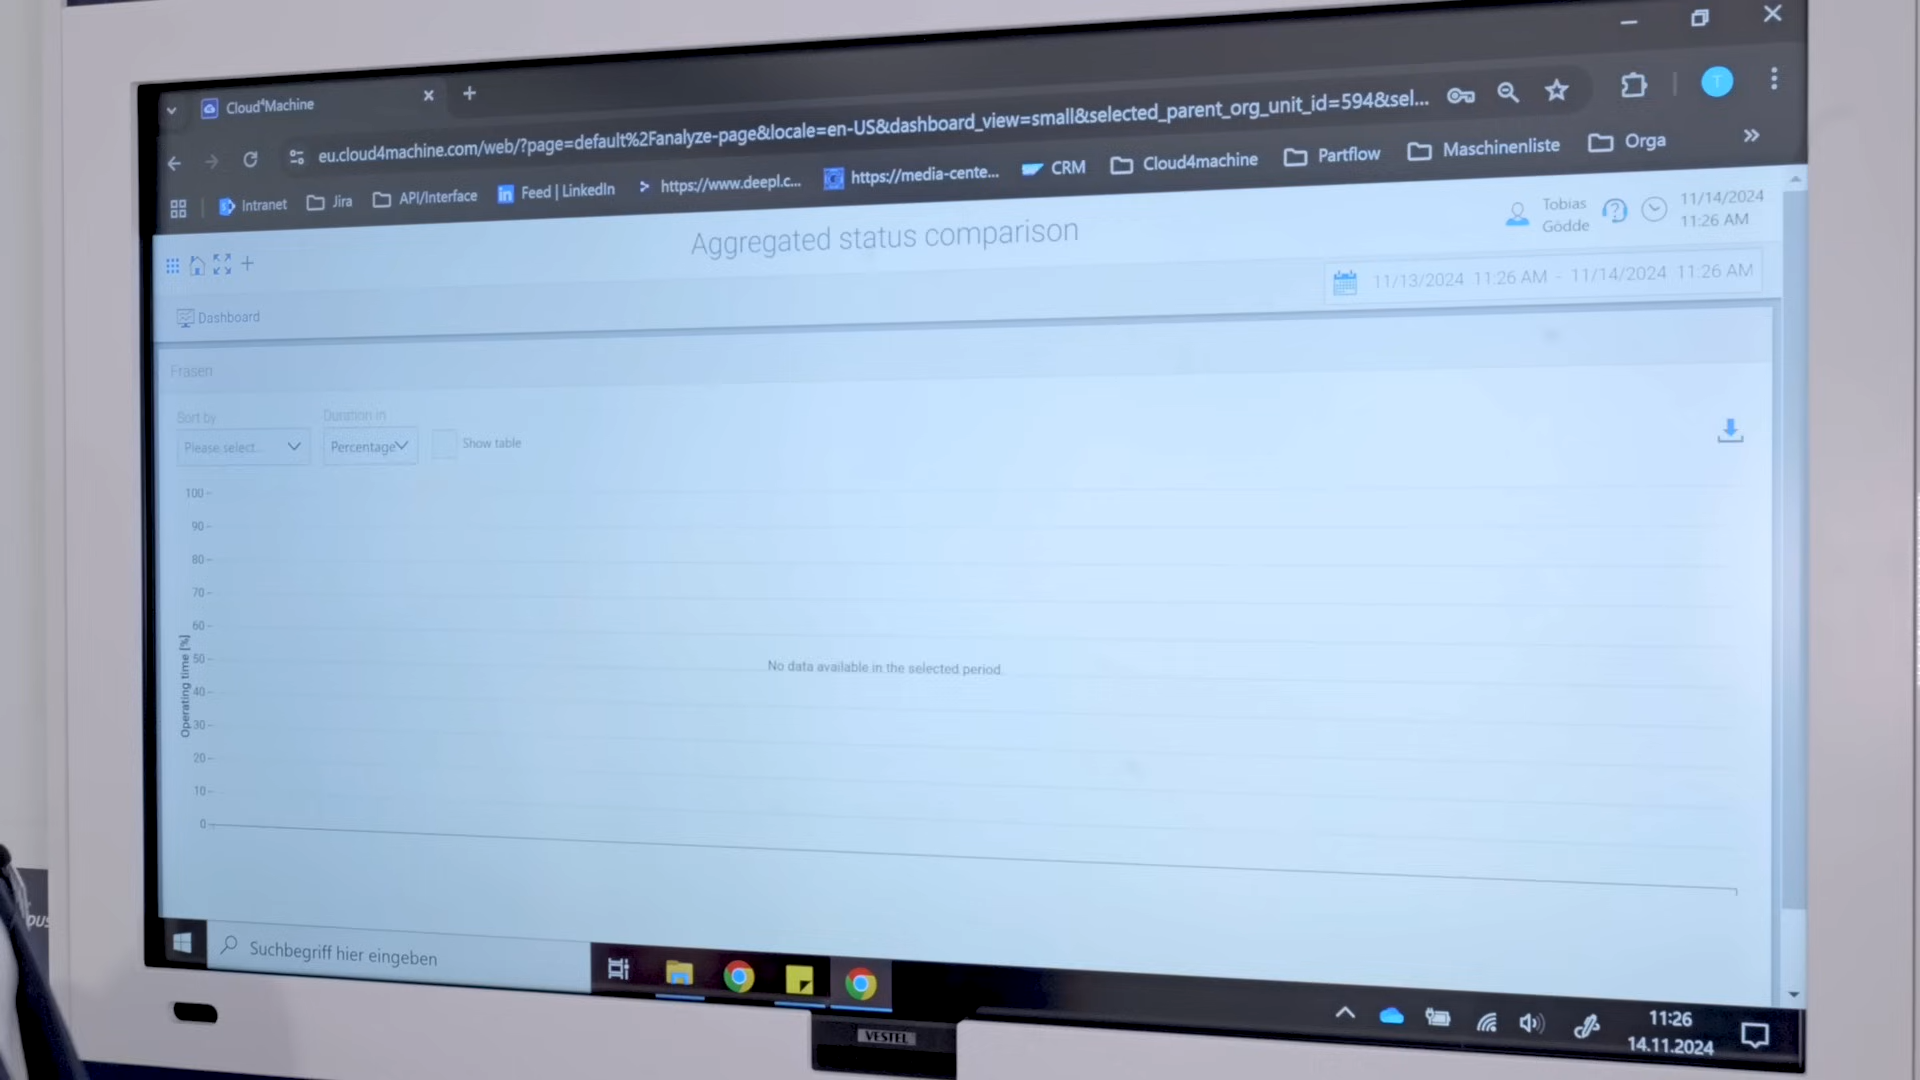 Cloud⁴Machine
eu.cloud4machine.com/web/?page=default%2Fanalyze-page&locale=en-US&dashboard_view=small&selected_parent_org_unit_id=594&sel...
Intranet
Jira
API/Interface
Feed | LinkedIn
https://www.deepl.c...
https://media-cente...
CRM
Cloud4machine
Partflow
Maschinenliste
Orga
T
Aggregated status comparison
Tobias
Gödde
11/14/2024
11:26 AM
11/13/2024 11:26 AM - 11/14/2024 11:26 AM
Dashboard
Frasen
Sort by
Please select..
Duration in
Percentage
Show table
100
90
80
70
60
50
40
30
20
10
0
Operating time [%]
No data available in the selected period.
Suchbegriff hier eingeben
11:26
14.11.2024
VESTEL